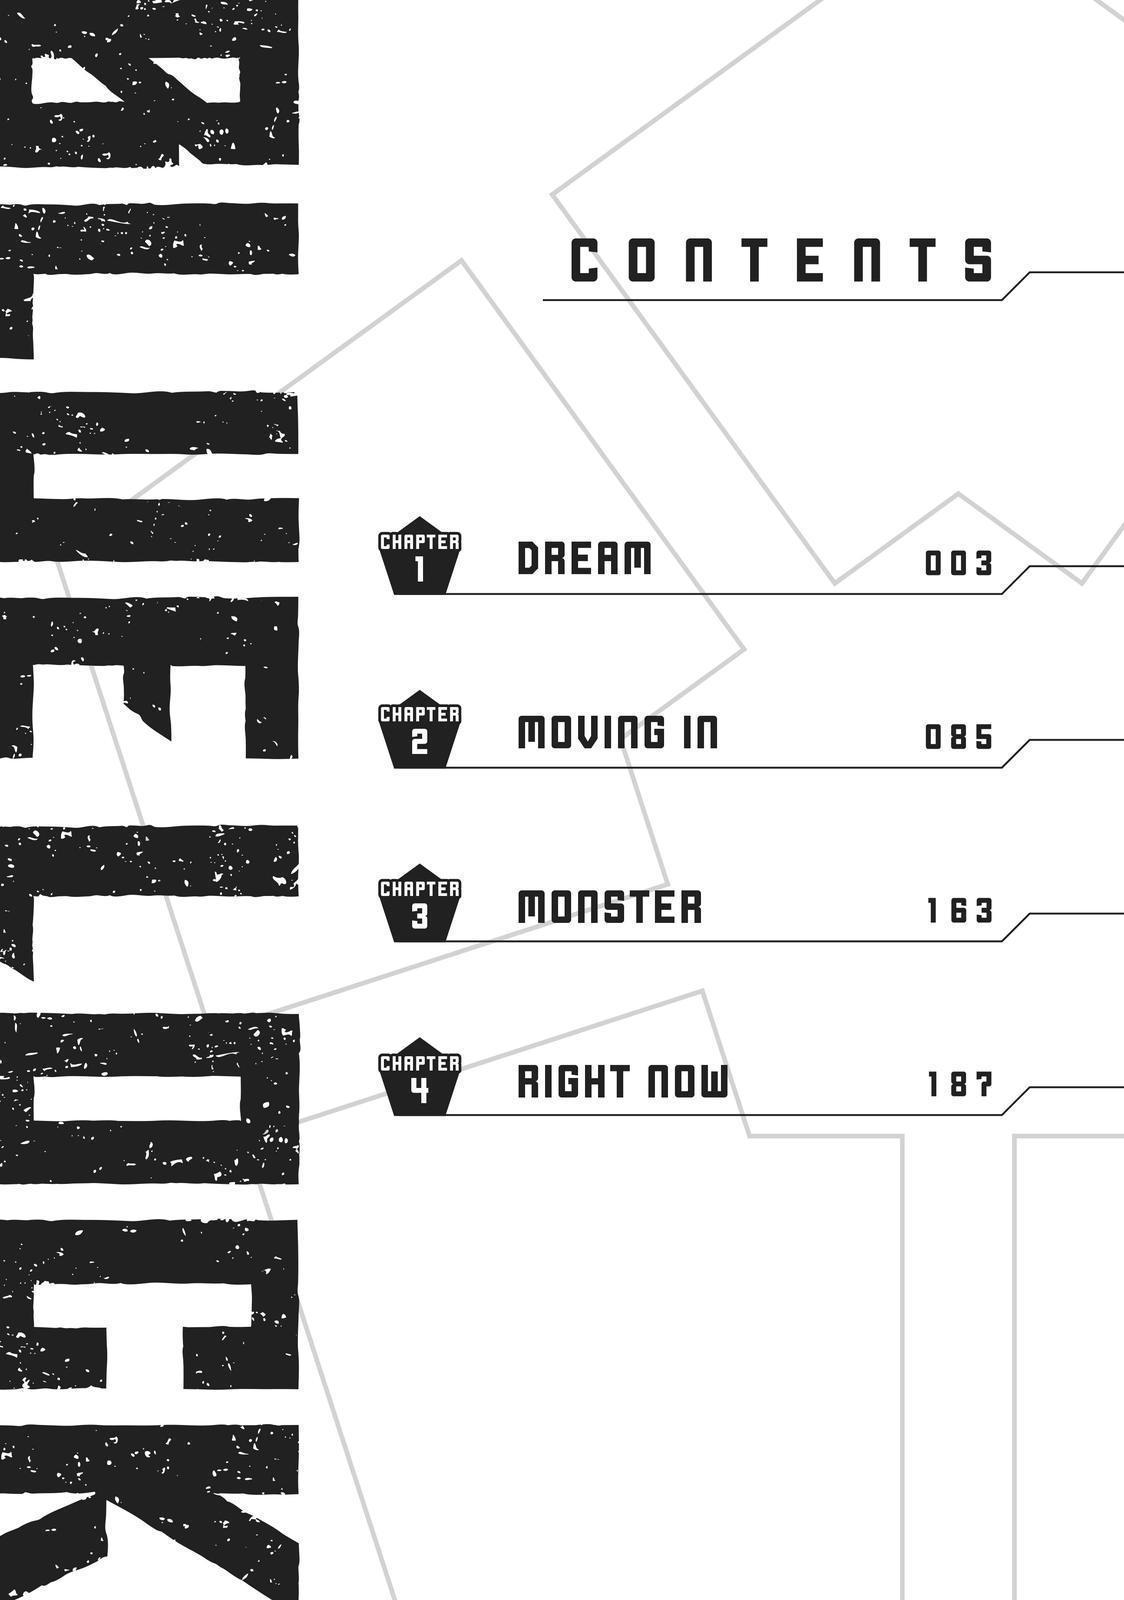 BLUE LOCK
CONTENTS
CHAPTER 1 DREAM 003
CHAPTER 2 MOVING IN 085
CHAPTER 3 MONSTER 163
CHAPTER 4 RIGHT NOW 187